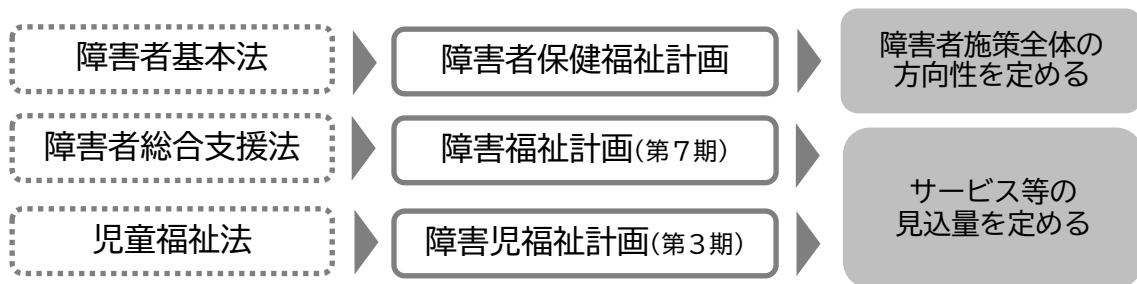 障害者基本法
障害者保健福祉計画
障害者施策全体の
方向性を定める
障害者総合支援法
障害福祉計画(第７期)
サービス等の
見込量を定める
児童福祉法
障害児福祉計画(第３期)